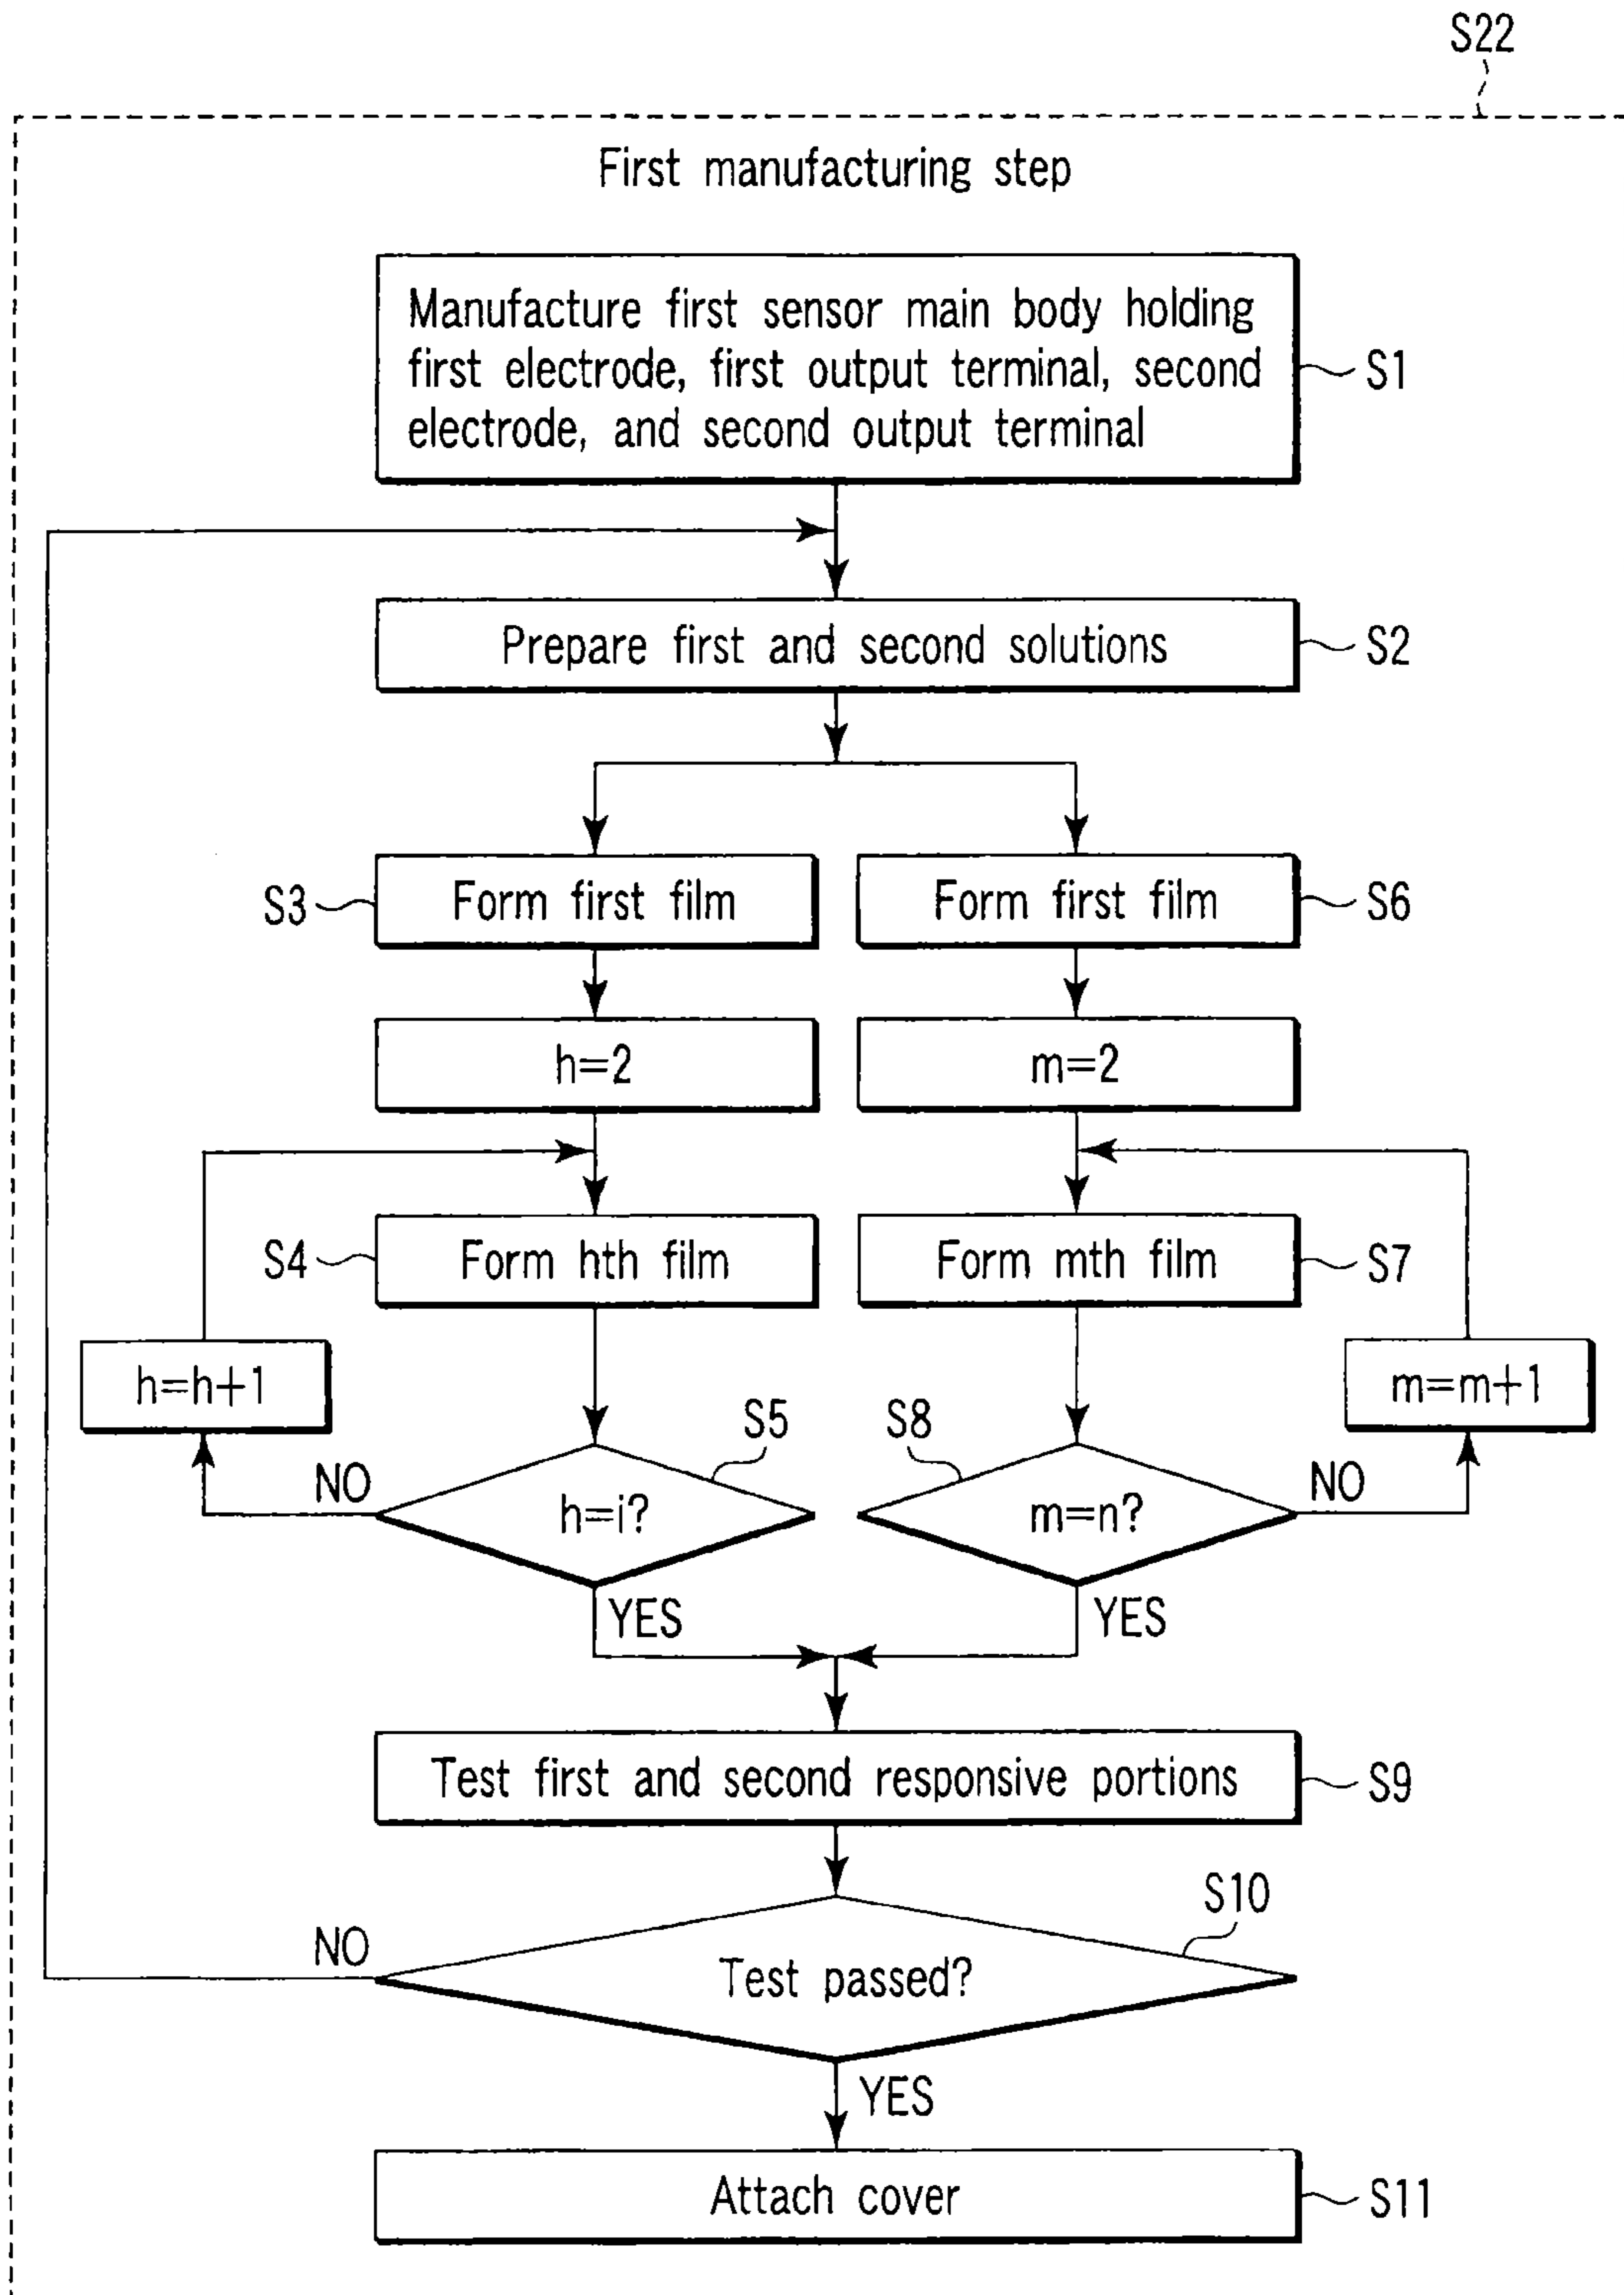 S22
First manufacturing step
Manufacture first sensor main body holding
first electrode, first output terminal, second
electrode, and second output terminal
S1
Prepare first and second solutions
S2
S3
Form first film
Form first film
S6
h=2
m=2
S4
Form hth film
Form mth film
S7
h=h+1
m=m+1
S5
S8
NO
h=i?
m=n?
NO
YES
YES
Test first and second responsive portions
S9
S10
NO
Test passed?
YES
Attach cover
S11